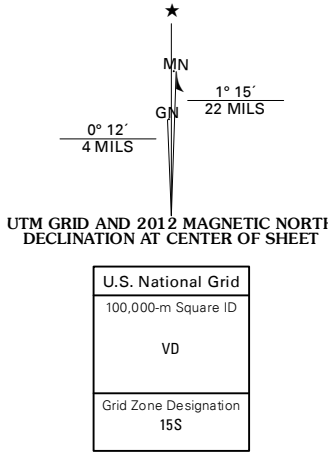 ★
MN
1° 15´
22 MILS
GN
0° 12´
4 MILS
UTM GRID AND 2012 MAGNETIC NORTH
DECLINATION AT CENTER OF SHEET
U.S. National Grid
100,000-m Square ID
VD
Grid Zone Designation
15S